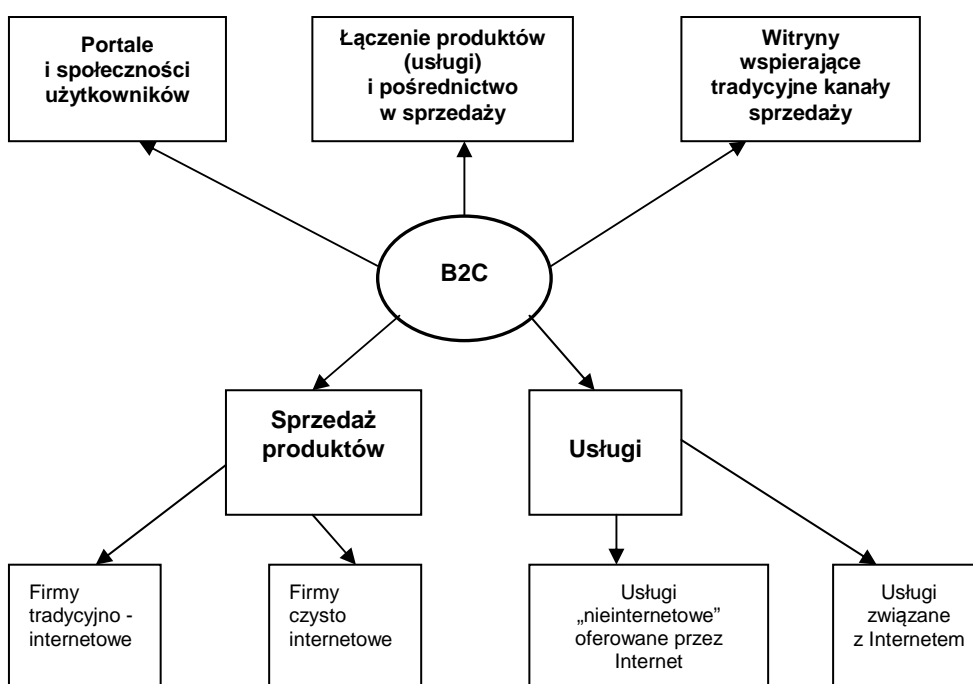 Portale
i społeczności
użytkowników
Łączenie produktów
(usługi)
i pośrednictwo
w sprzedaży
Witryny
wspierające
tradycyjne kanały
sprzedaży
B2C
Sprzedaż
produktów
Usługi
Firmy
tradycyjno -
internetowe
Firmy
czysto
internetowe
Usługi
„nieinternetowe”
oferowane przez
Internet
Usługi
związane
z Internetem